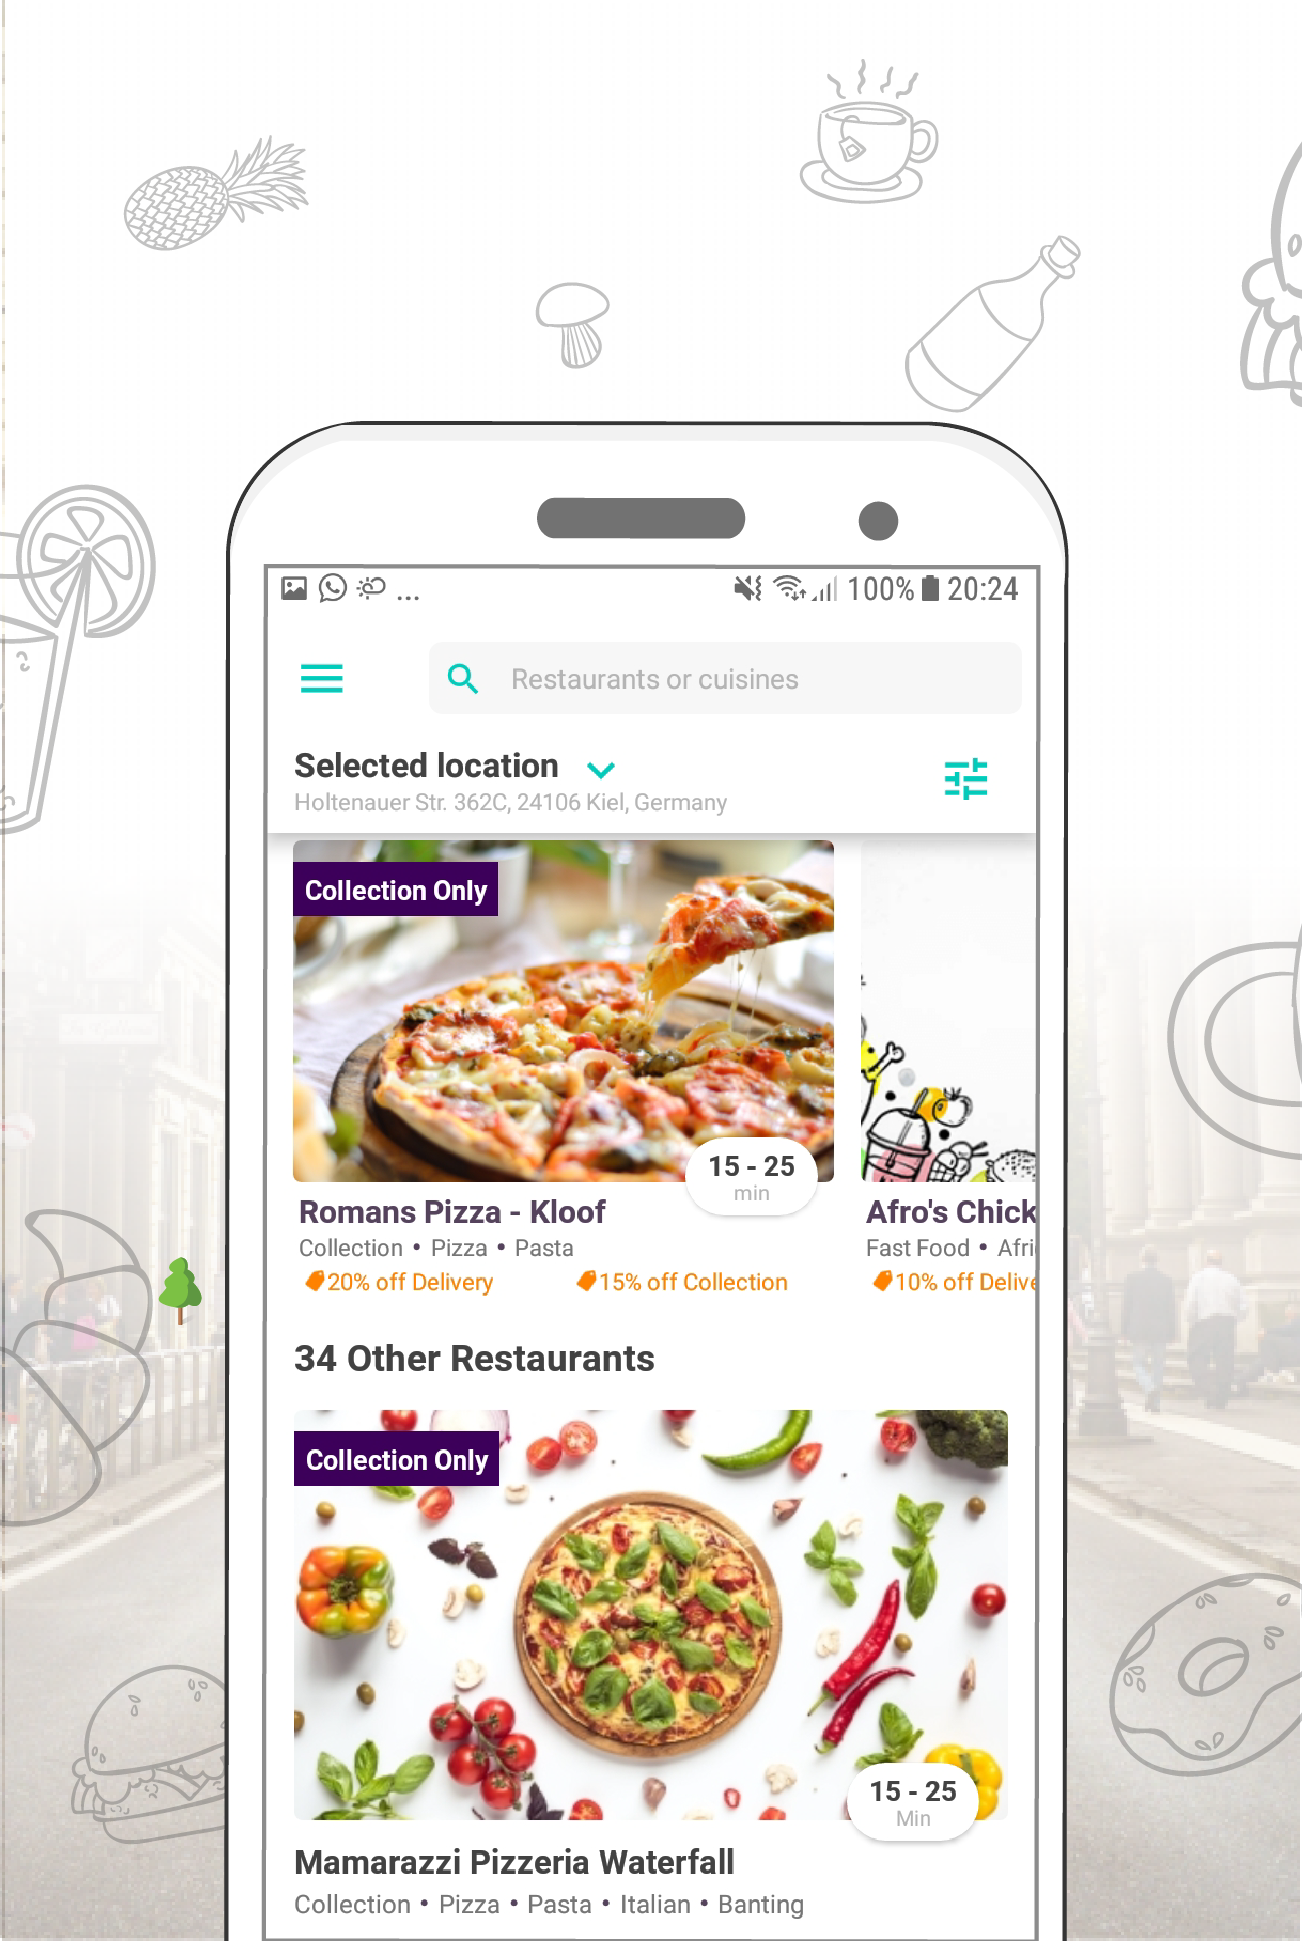 ... 100% 20:24
Restaurants or cuisines
Selected location
Holtenauer Str. 362C, 24106 Kiel, Germany
Collection Only
15 - 25
min
Romans Pizza - Kloof
Collection • Pizza • Pasta
20% off Delivery 15% off Collection
Afro's Chick
Fast Food • Afri
10% off Delive
34 Other Restaurants
Collection Only
15 - 25
Min
Mamarazzi Pizzeria Waterfall
Collection • Pizza • Pasta • Italian • Banting